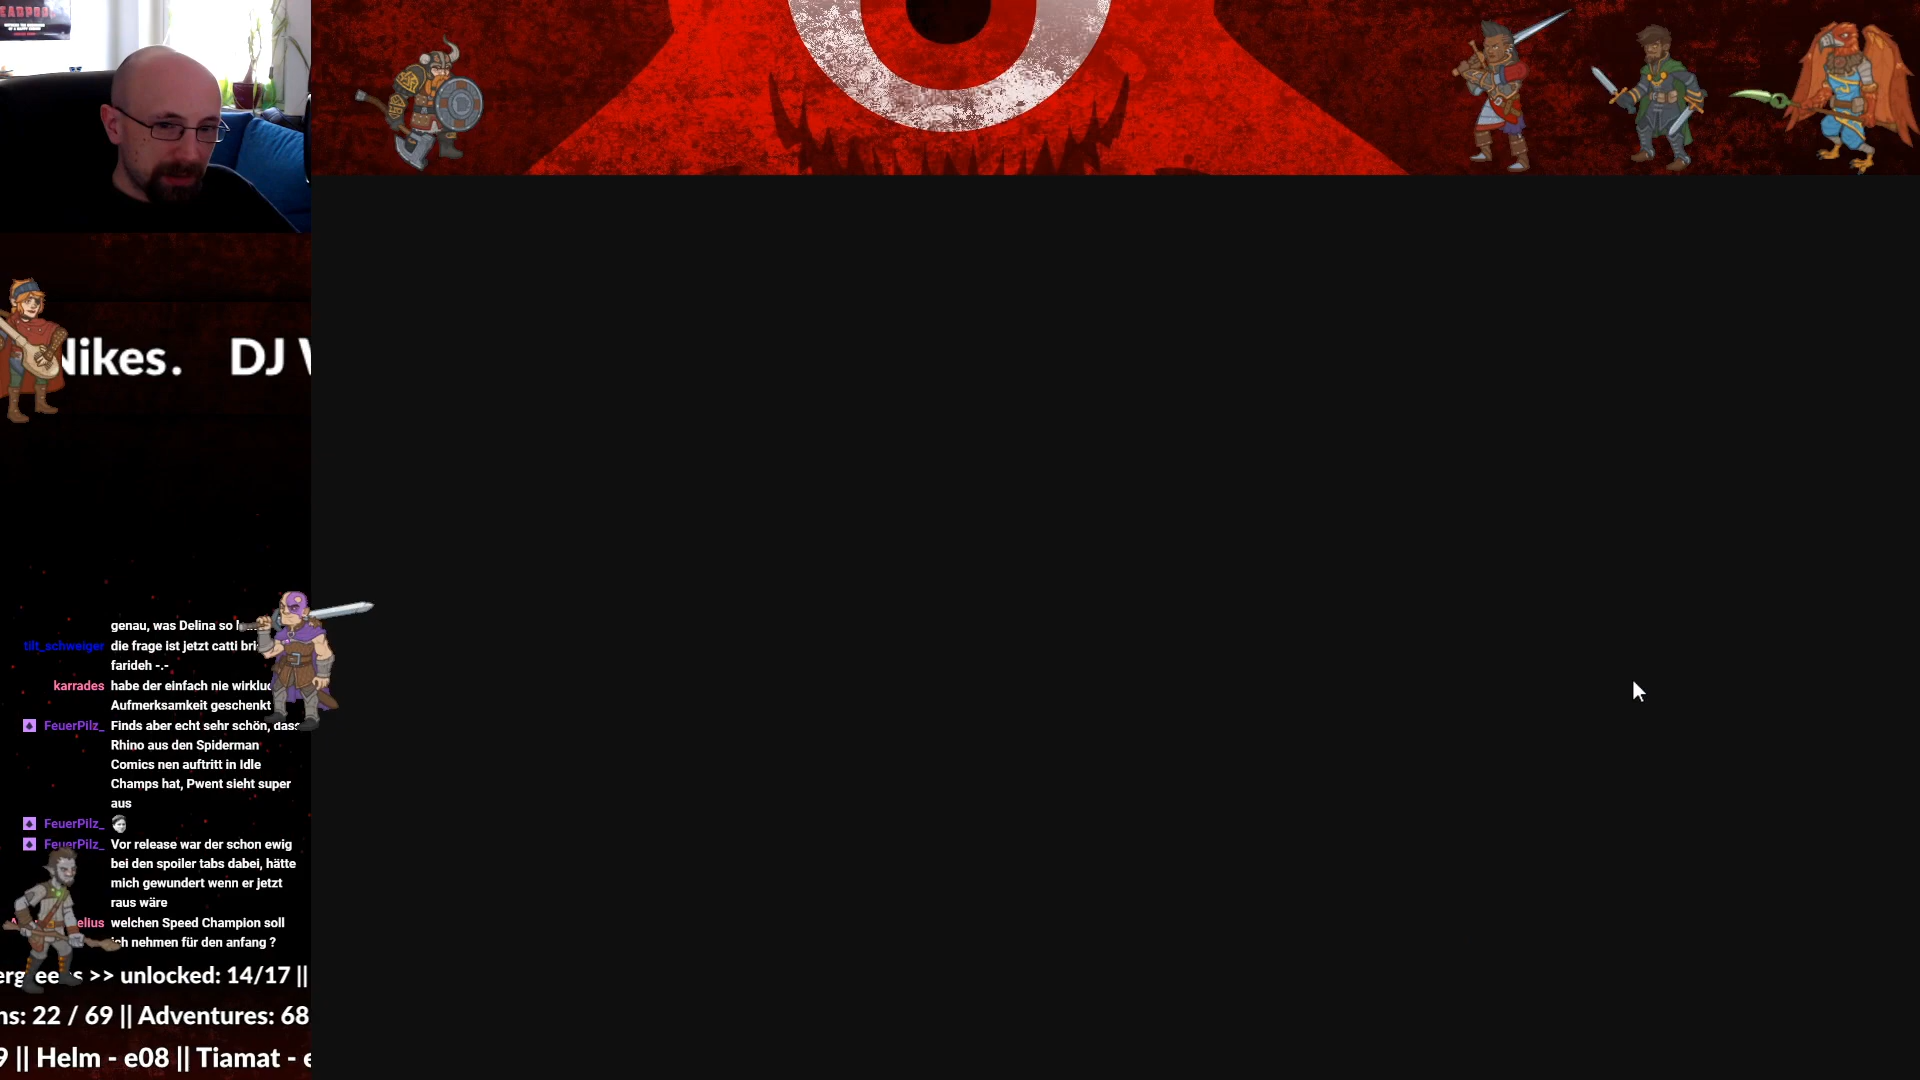 DEADPOOL
Nikes. DJ
genau, was Delina so
tilt_schweiger die frage ist jetzt catti
farideh -.-
karrades habe der einfach nie
Aufmerksamkeit geschenkt
FeuerPilz_ Finds aber echt sehr schön, dass
Rhino aus den Spiderman
Comics nen auftritt in Idle
Champs hat, Pwent sieht super
aus
FeuerPilz_
FeuerPilz_ Vor release war der schon ewig
bei den spoiler tabs dabei, hätte
mich gewundert wenn er jetzt
raus wäre
welchen Speed Champion soll
ich nehmen für den anfang ?
>> unlocked: 14/17 ||
ns: 22 / 69 || Adventures: 68
9 || Helm - e08 || Tiamat - e